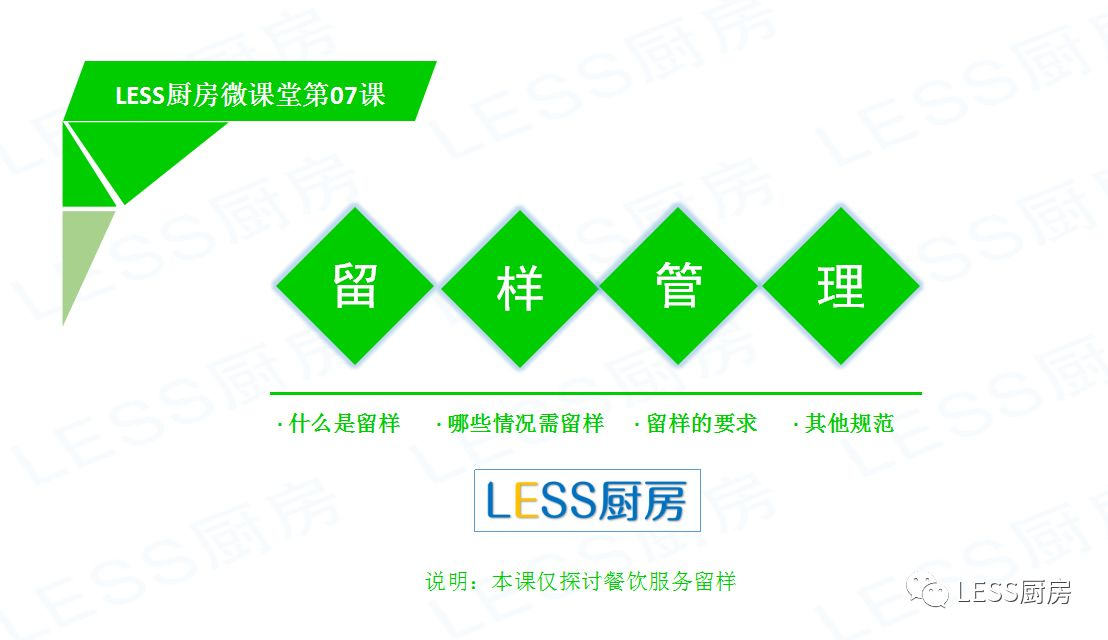 LESS厨房微课堂第07课
留样管理
·什么是留样 ·哪些情况需留样 ·留样的要求 ·其他规范
LESS厨房
说明：本课仅探讨餐饮服务留样
LESS厨房